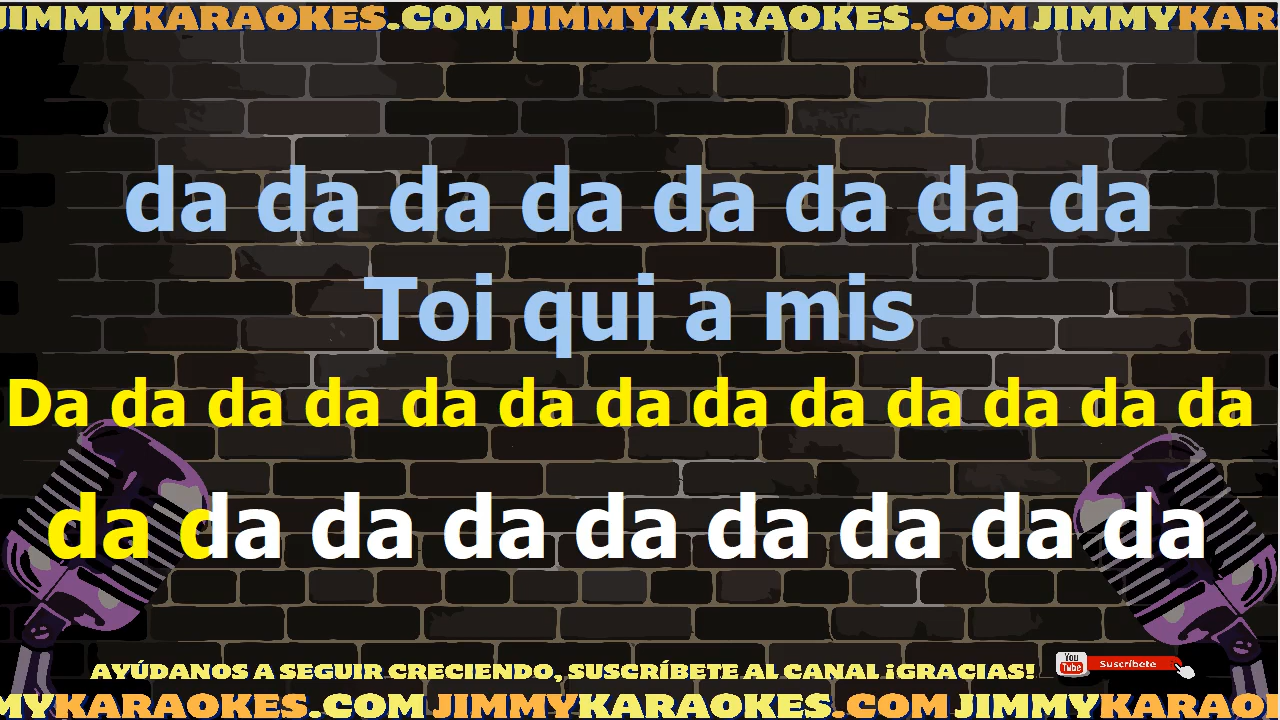 JIMMYKARAOKES.COM JIMMYKARAOKES.COM JIMMYKAR
da da da da da da da da
Toi qui a mis
Da da da da da da da da da da da da da
da da da da da da da da da
AYÚDANOS A SEGUIR CRECIENDO, SUSCRÍBETE AL CANAL ¡GRACIAS!
You Tube Suscríbete
MYKARAOKES.COM JIMMYKARAOKES.COM JIMMYKARAOK